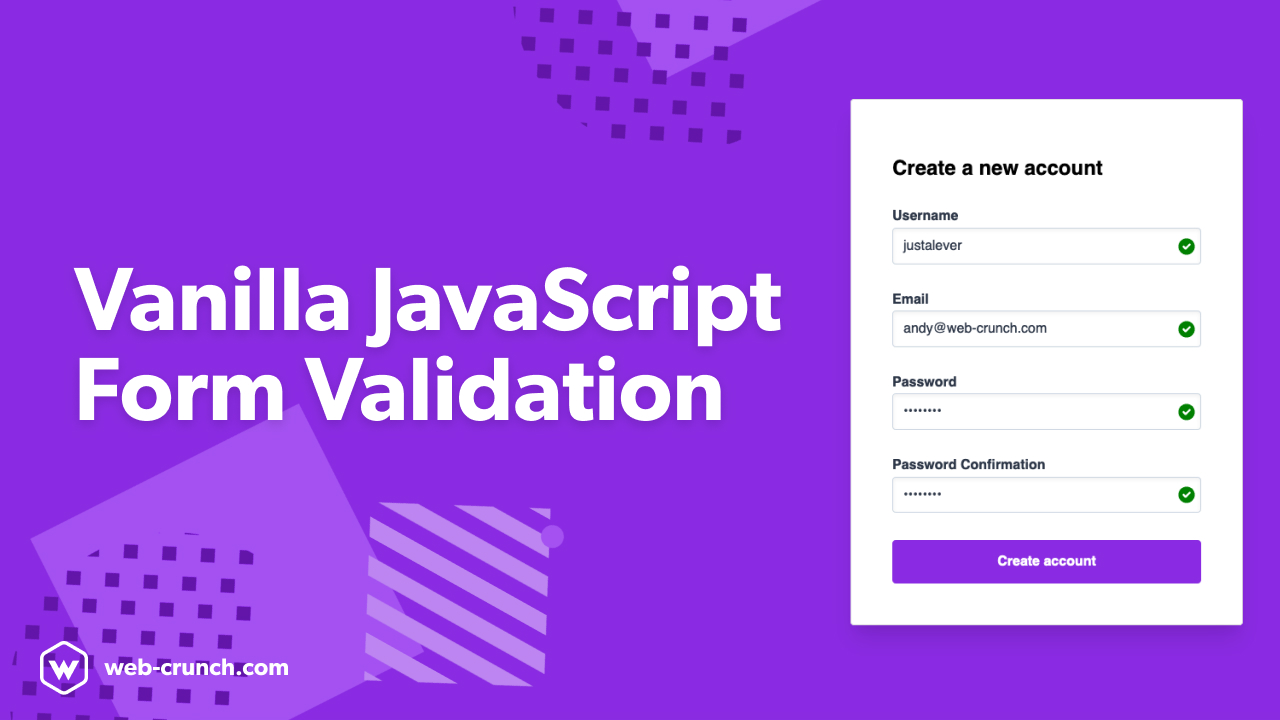 Vanilla JavaScript
Form Validation
web-crunch.com
Create a new account
Username
justalever
Email
andy@web-crunch.com
Password
••••••••
Password Confirmation
••••••••
Create account